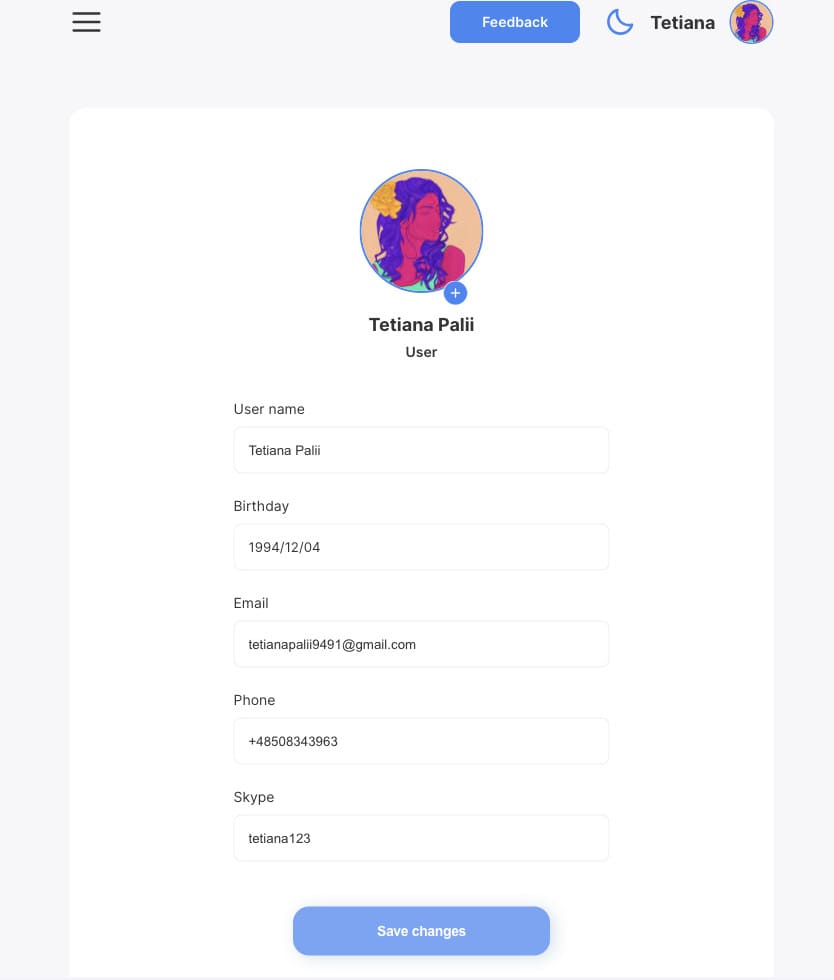 Feedback
Tetiana
Tetiana Palii
User
User name
Tetiana Palii
Birthday
1994/12/04
Email
tetianapalii9491@gmail.com
Phone
+48508343963
Skype
tetiana123
Save changes